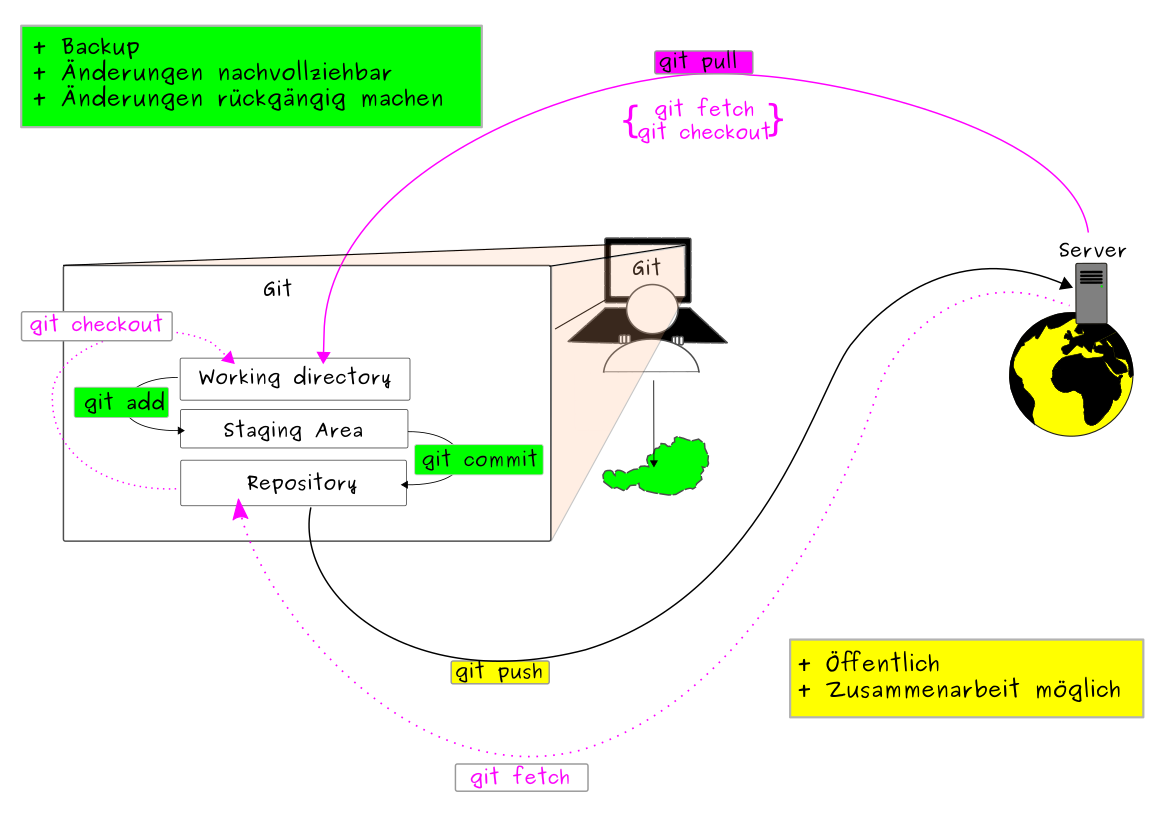 + Backup
+ Änderungen nachvollziehbar
+ Änderungen rückgängig machen
git pull
{ git fetch
git checkout }
Server
Git
Git
git checkout
Working directory
git add
Staging Area
git commit
Repository
git push
+ Öffentlich
+ Zusammenarbeit möglich
git fetch